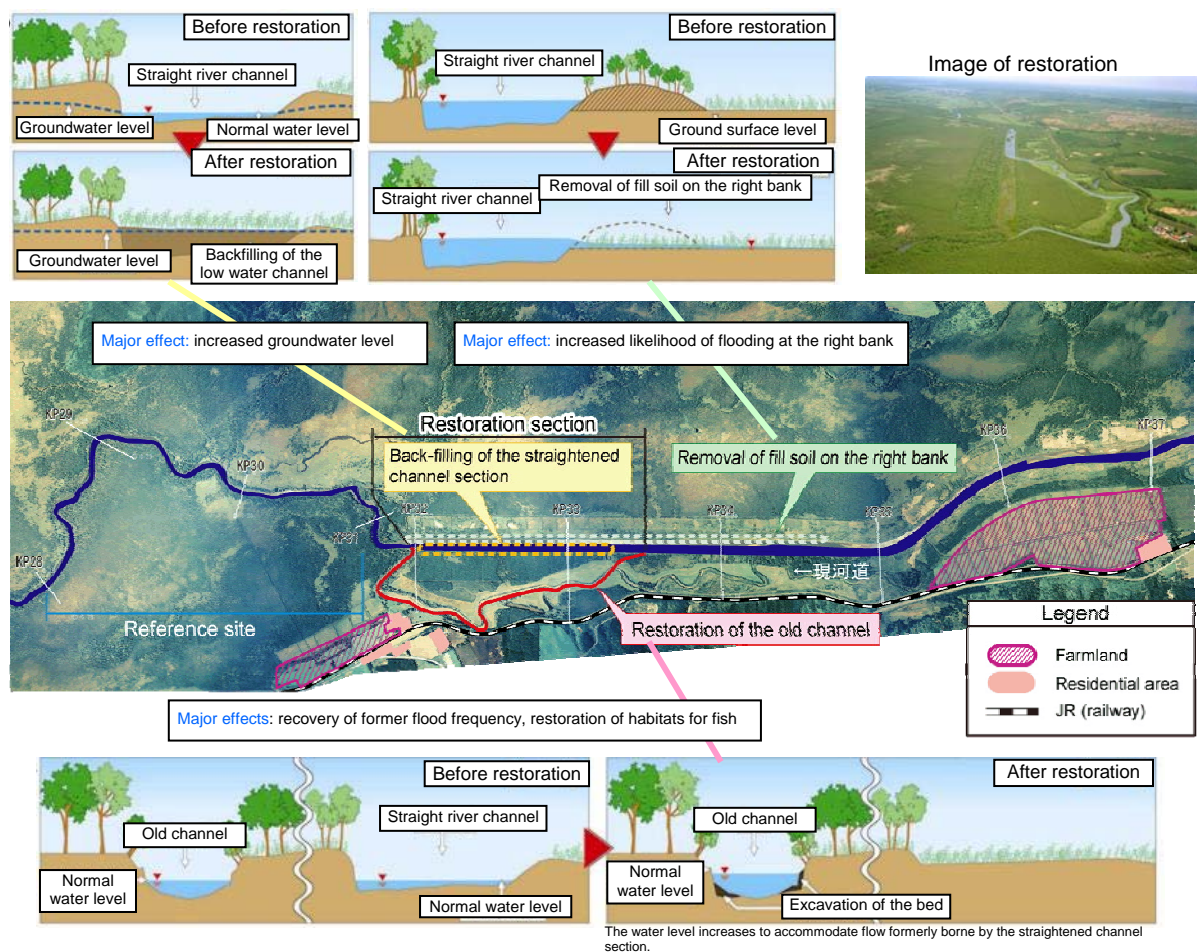 Before restoration
Straight river channel
Groundwater level
Normal water level
After restoration
Groundwater level
Backfilling of the
low water channel
Before restoration
Straight river channel
Ground surface level
After restoration
Removal of fill soil on the right bank
Straight river channel
Image of restoration
Major effect: increased groundwater level
Major effect: increased likelihood of flooding at the right bank
Restoration section
Back-filling of the straightened
channel section
Removal of fill soil on the right bank
KP29
KP30
KP36
KP37
KP32
KP33
KP34
KP35
KP31
KP28
←現河道
Reference site
Restoration of the old channel
Legend
Farmland
Residential area
JR (railway)
Major effects: recovery of former flood frequency, restoration of habitats for fish
Before restoration
Old channel
Straight river channel
Normal
water level
Normal water level
After restoration
Old channel
Normal
water level
Excavation of the bed
The water level increases to accommodate flow formerly borne by the straightened channel
section.